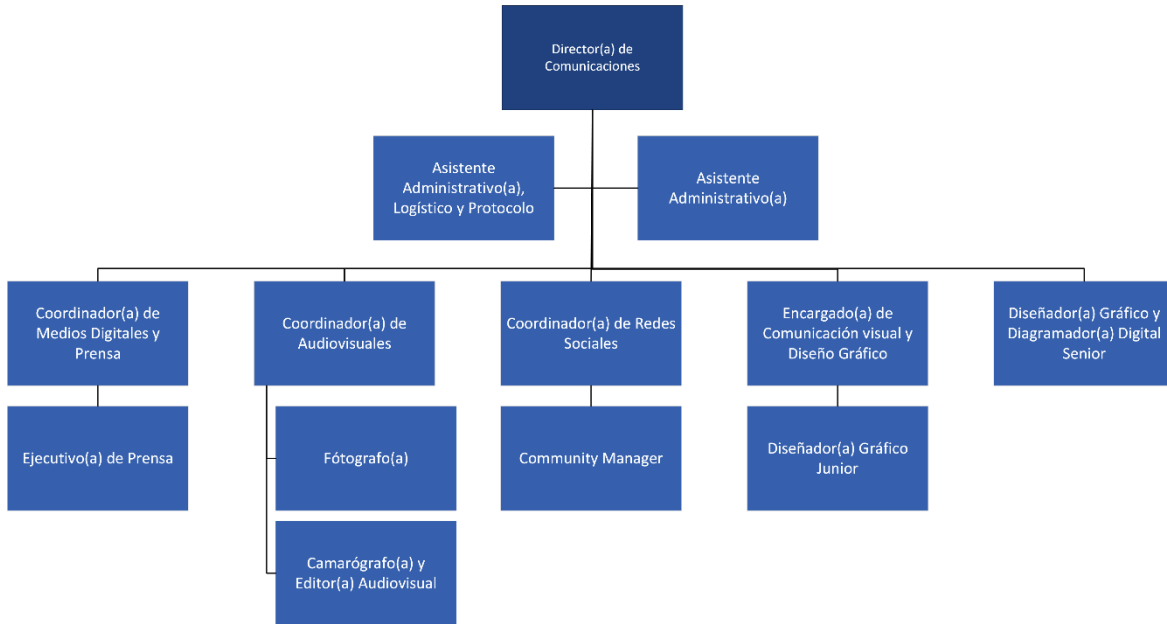 Director(a) de
Comunicaciones
Asistente
Administrativo(a),
Logístico y Protocolo
Asistente
Administrativo(a)
Coordinador(a) de
Medios Digitales y
Prensa
Coordinador(a) de
Audiovisuales
Coordinador(a) de Redes
Sociales
Encargado(a) de
Comunicación visual y
Diseño Gráfico
Diseñador(a) Gráfico y
Diagramador(a) Digital
Senior
Ejecutivo(a) de Prensa
Fótografo(a)
Community Manager
Diseñador(a) Gráfico
Junior
Camarógrafo(a) y
Editor(a) Audiovisual